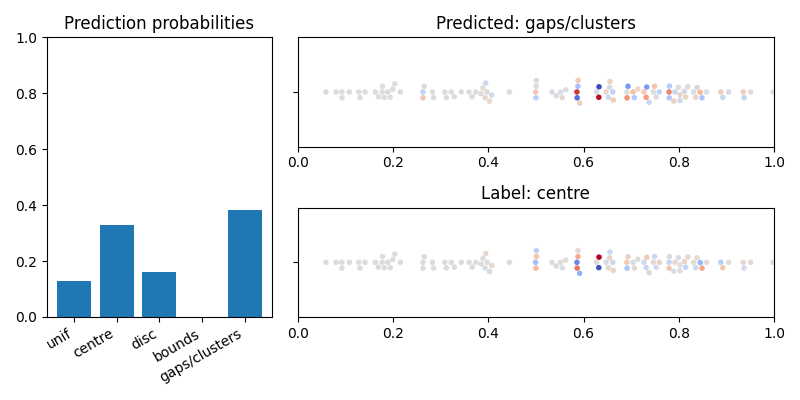 Prediction probabilities
1.0
0.8
0.6
0.4
0.2
0.0
unif
centre
disc
bounds
gaps/clusters
Predicted: gaps/clusters
0.0 0.2 0.4 0.6 0.8 1.0
Label: centre
0.0 0.2 0.4 0.6 0.8 1.0